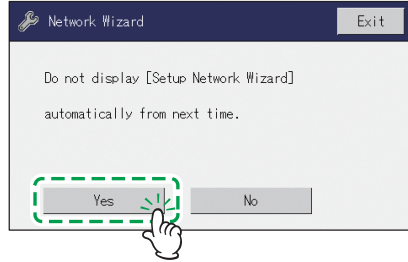 Network Wizard
Exit
Do not display [Setup Network Wizard]
automatically from next time.
Yes
No